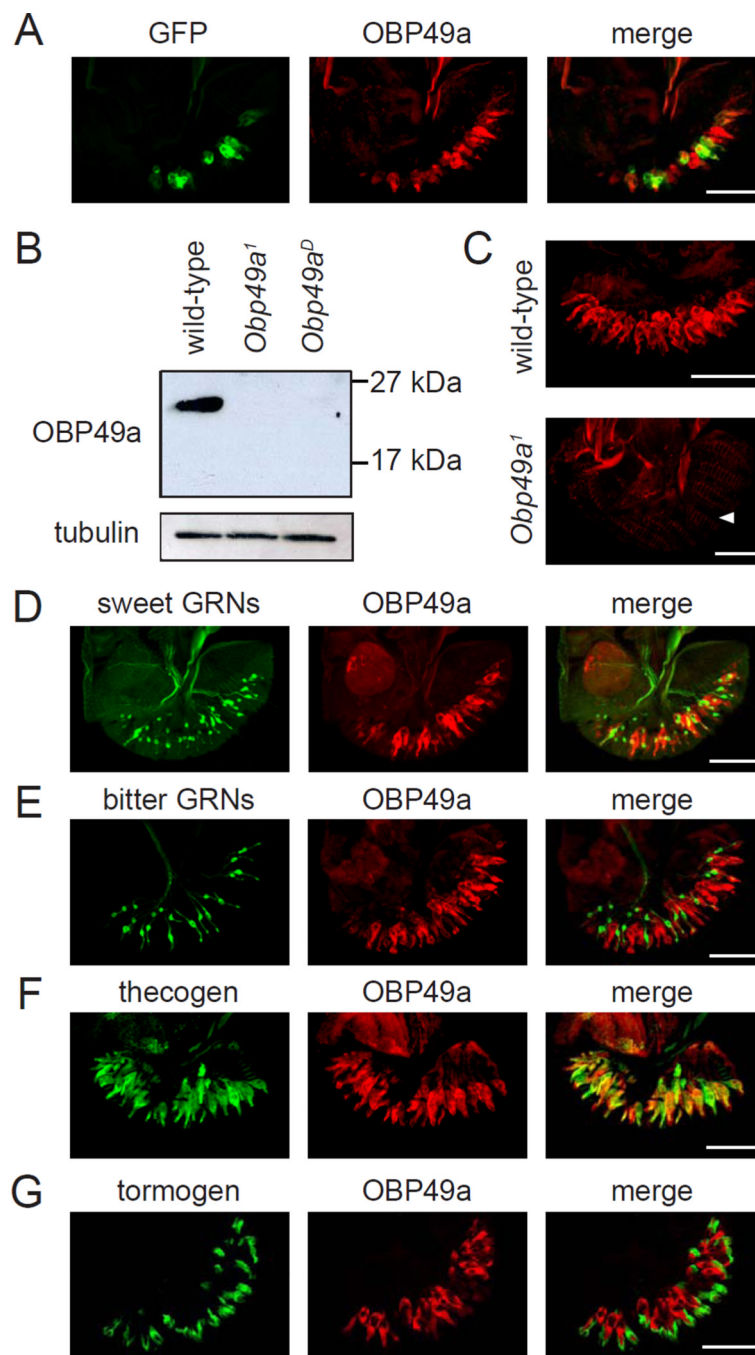 A
GFP OBP49a merge
B
wild-type Obp49a¹ Obp49aᴰ
OBP49a
27 kDa
17 kDa
tubulin
C
wild-type
Obp49a¹
D
sweet GRNs OBP49a merge
E
bitter GRNs OBP49a merge
F
thecogen OBP49a merge
G
tormogen OBP49a merge